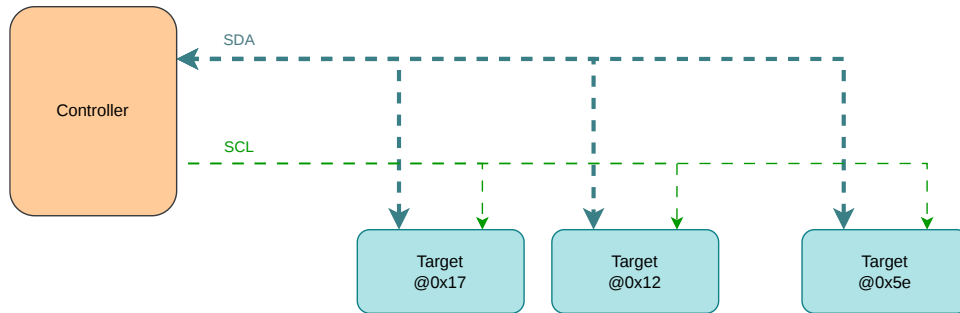 SDA
Controller
SCL
Target
@0x17
Target
@0x12
Target
@0x5e